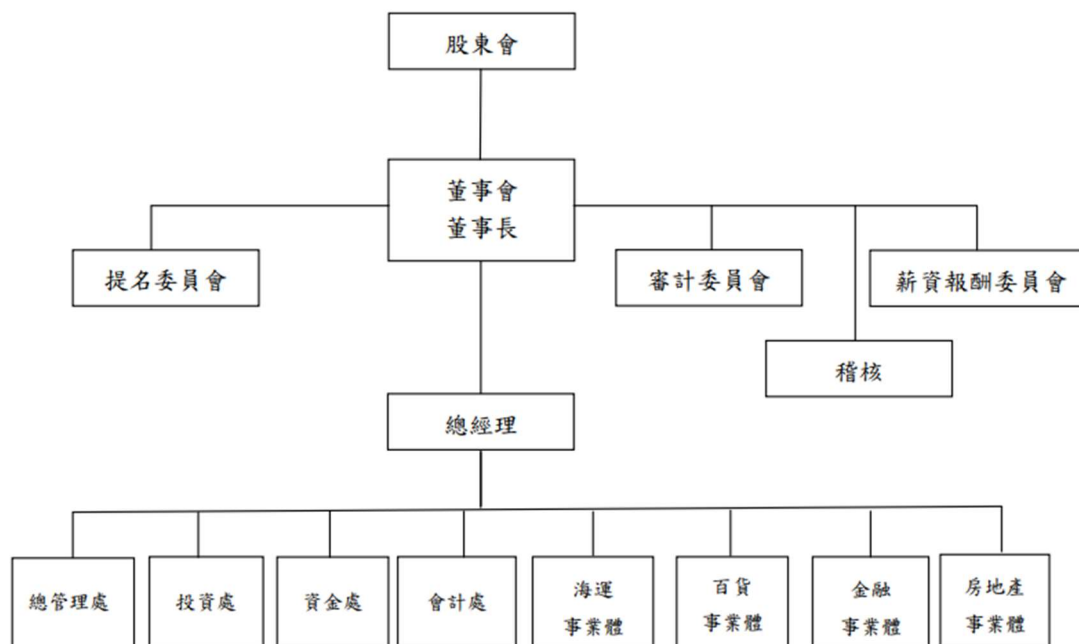 股東會
董事會
董事長
提名委員會
審計委員會
薪資報酬委員會
稽核
總經理
總管理處
投資處
資金處
會計處
海運
事業體
百貨
事業體
金融
事業體
房地產
事業體